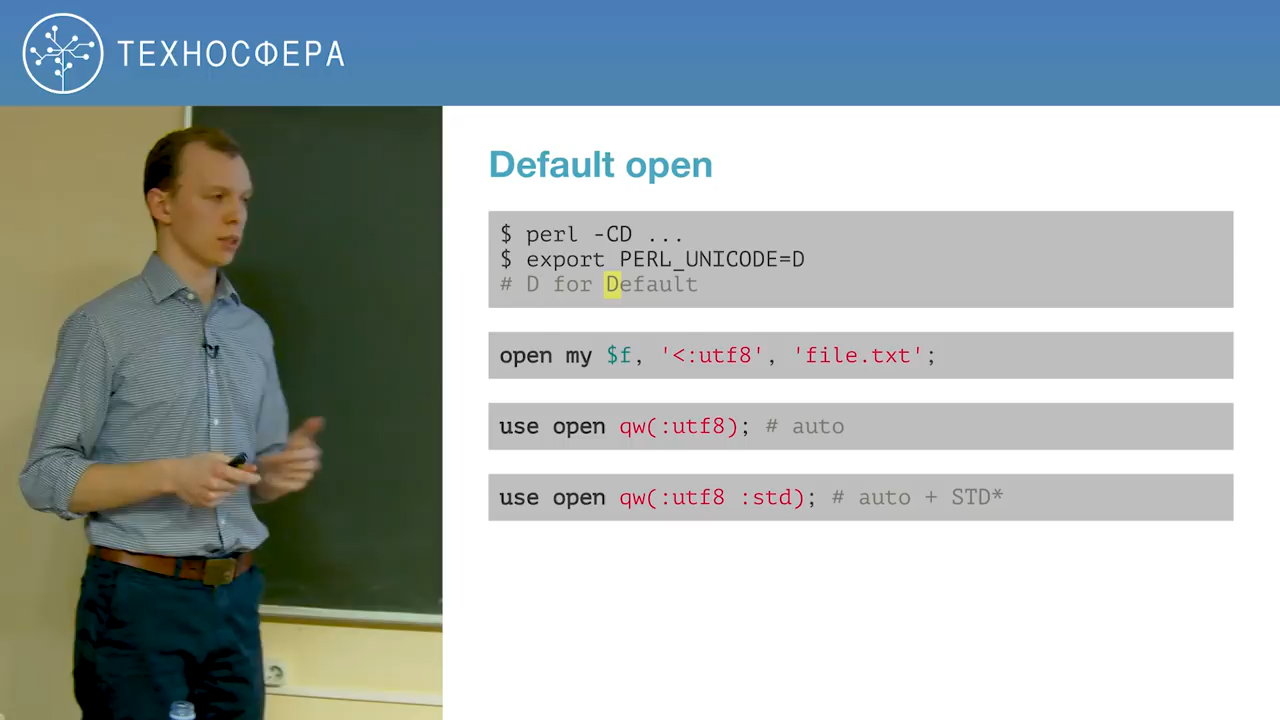 ТЕХНОСФЕРА
Default open
$ perl -CD ...
$ export PERL_UNICODE=D
# D for Default
open my $f, '<:utf8', 'file.txt';
use open qw(:utf8); # auto
use open qw(:utf8 :std); # auto + STD*